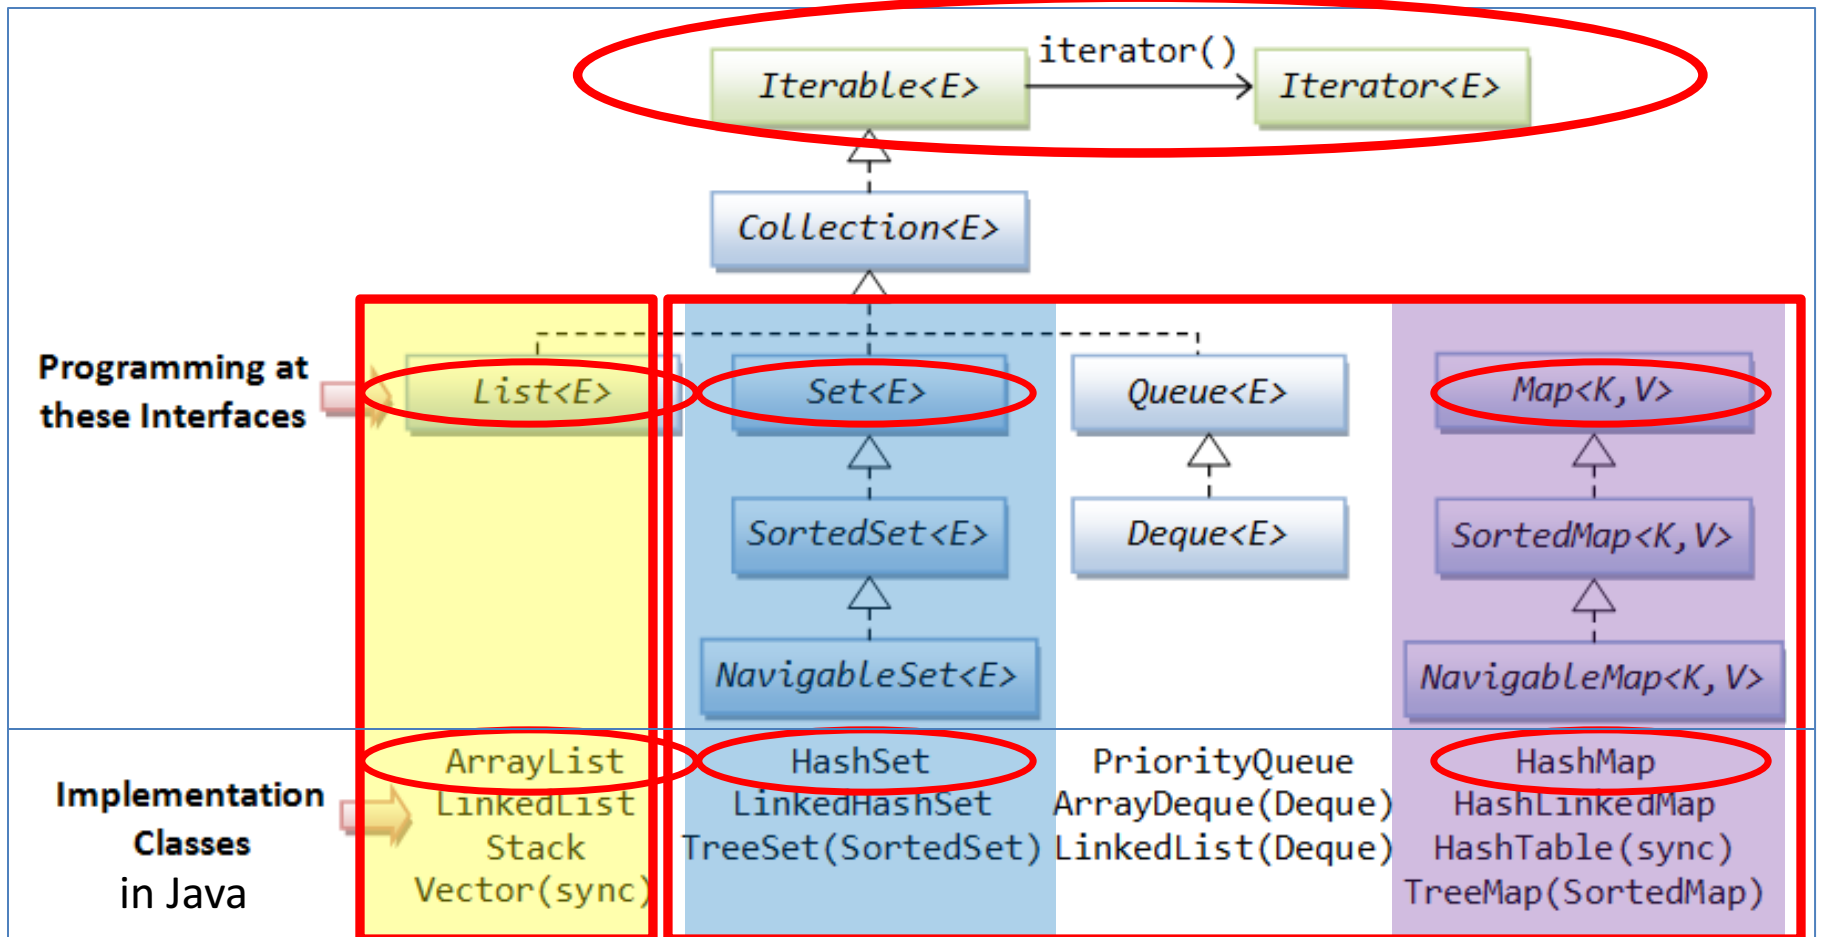 iterator()
Iterable<E>
Iterator<E>
Collection<E>
Programming at
these Interfaces
List<E>
Set<E>
Queue<E>
Map<K,V>
SortedSet<E>
Deque<E>
SortedMap<K,V>
NavigableSet<E>
NavigableMap<K,V>
Implementation
Classes
in Java
ArrayList
LinkedList
Stack
Vector(sync)
HashSet
LinkedHashSet
TreeSet(SortedSet)
PriorityQueue
ArrayDeque(Deque)
LinkedList(Deque)
HashMap
HashLinkedMap
HashTable(sync)
TreeMap(SortedMap)